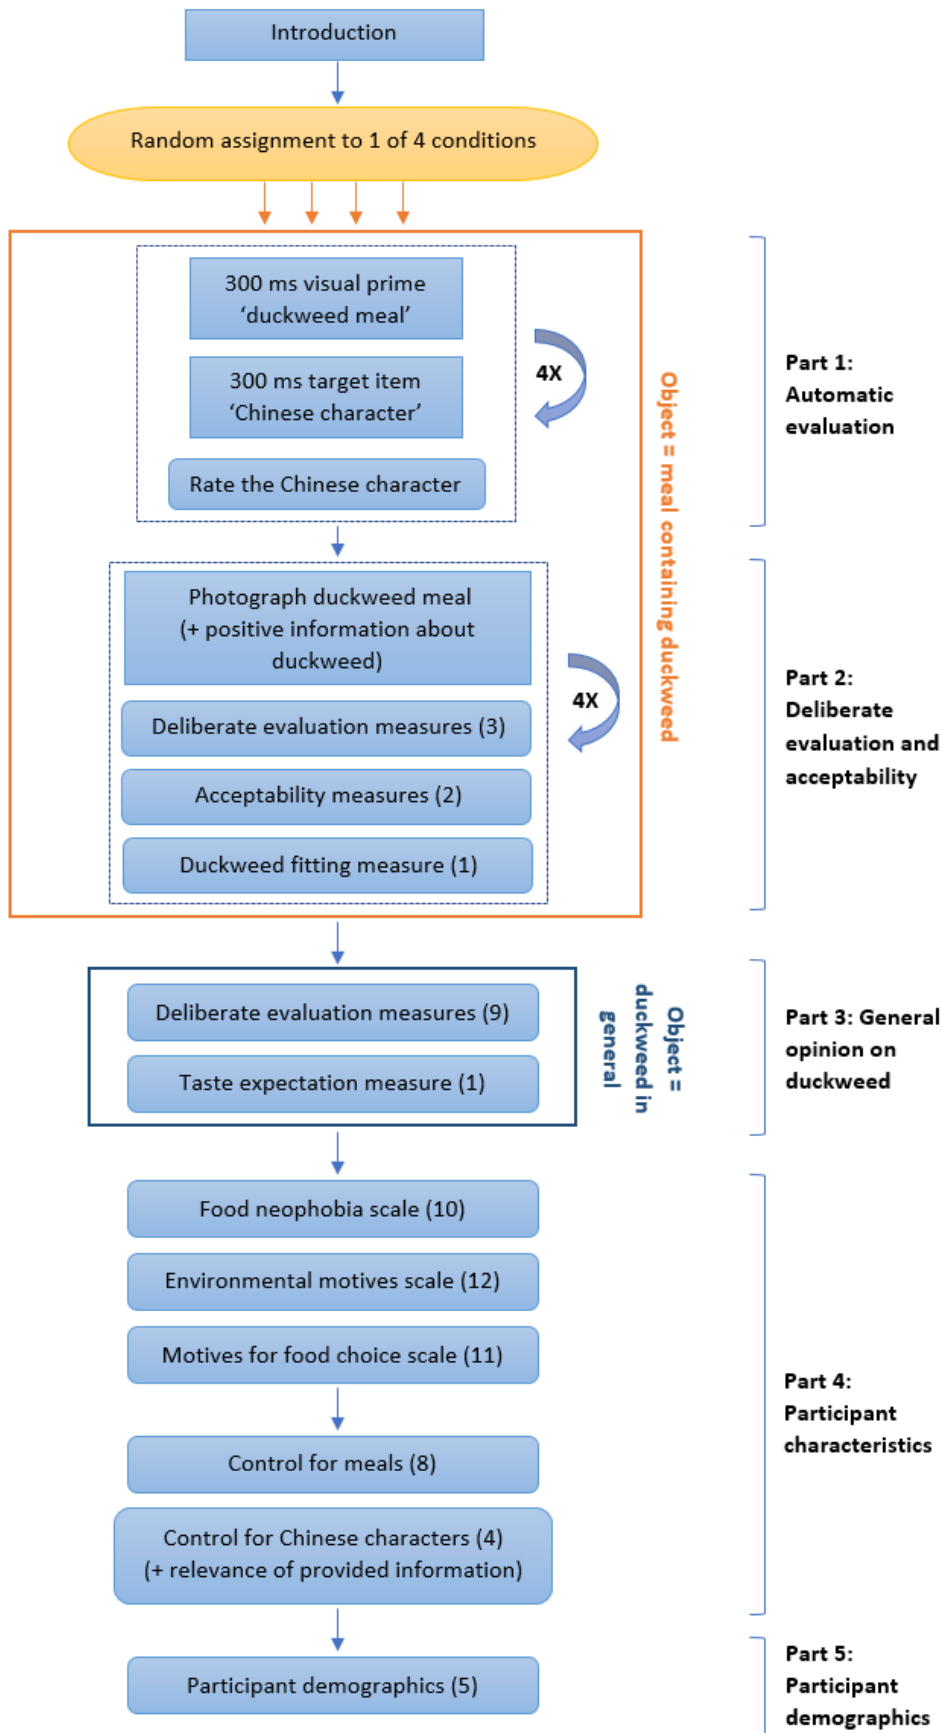 Introduction
Random assignment to 1 of 4 conditions
300 ms visual prime
‘duckweed meal’
300 ms target item
‘Chinese character’
4X
Rate the Chinese character
Part 1:
Automatic
evaluation
Object = meal containing duckweed
Photograph duckweed meal
(+ positive information about
duckweed)
4X
Deliberate evaluation measures (3)
Acceptability measures (2)
Duckweed fitting measure (1)
Part 2:
Deliberate
evaluation and
acceptability
Deliberate evaluation measures (9)
Taste expectation measure (1)
Object =
duckweed in
general
Part 3: General
opinion on
duckweed
Food neophobia scale (10)
Environmental motives scale (12)
Motives for food choice scale (11)
Control for meals (8)
Control for Chinese characters (4)
(+ relevance of provided information)
Part 4:
Participant
characteristics
Participant demographics (5)
Part 5:
Participant
demographics